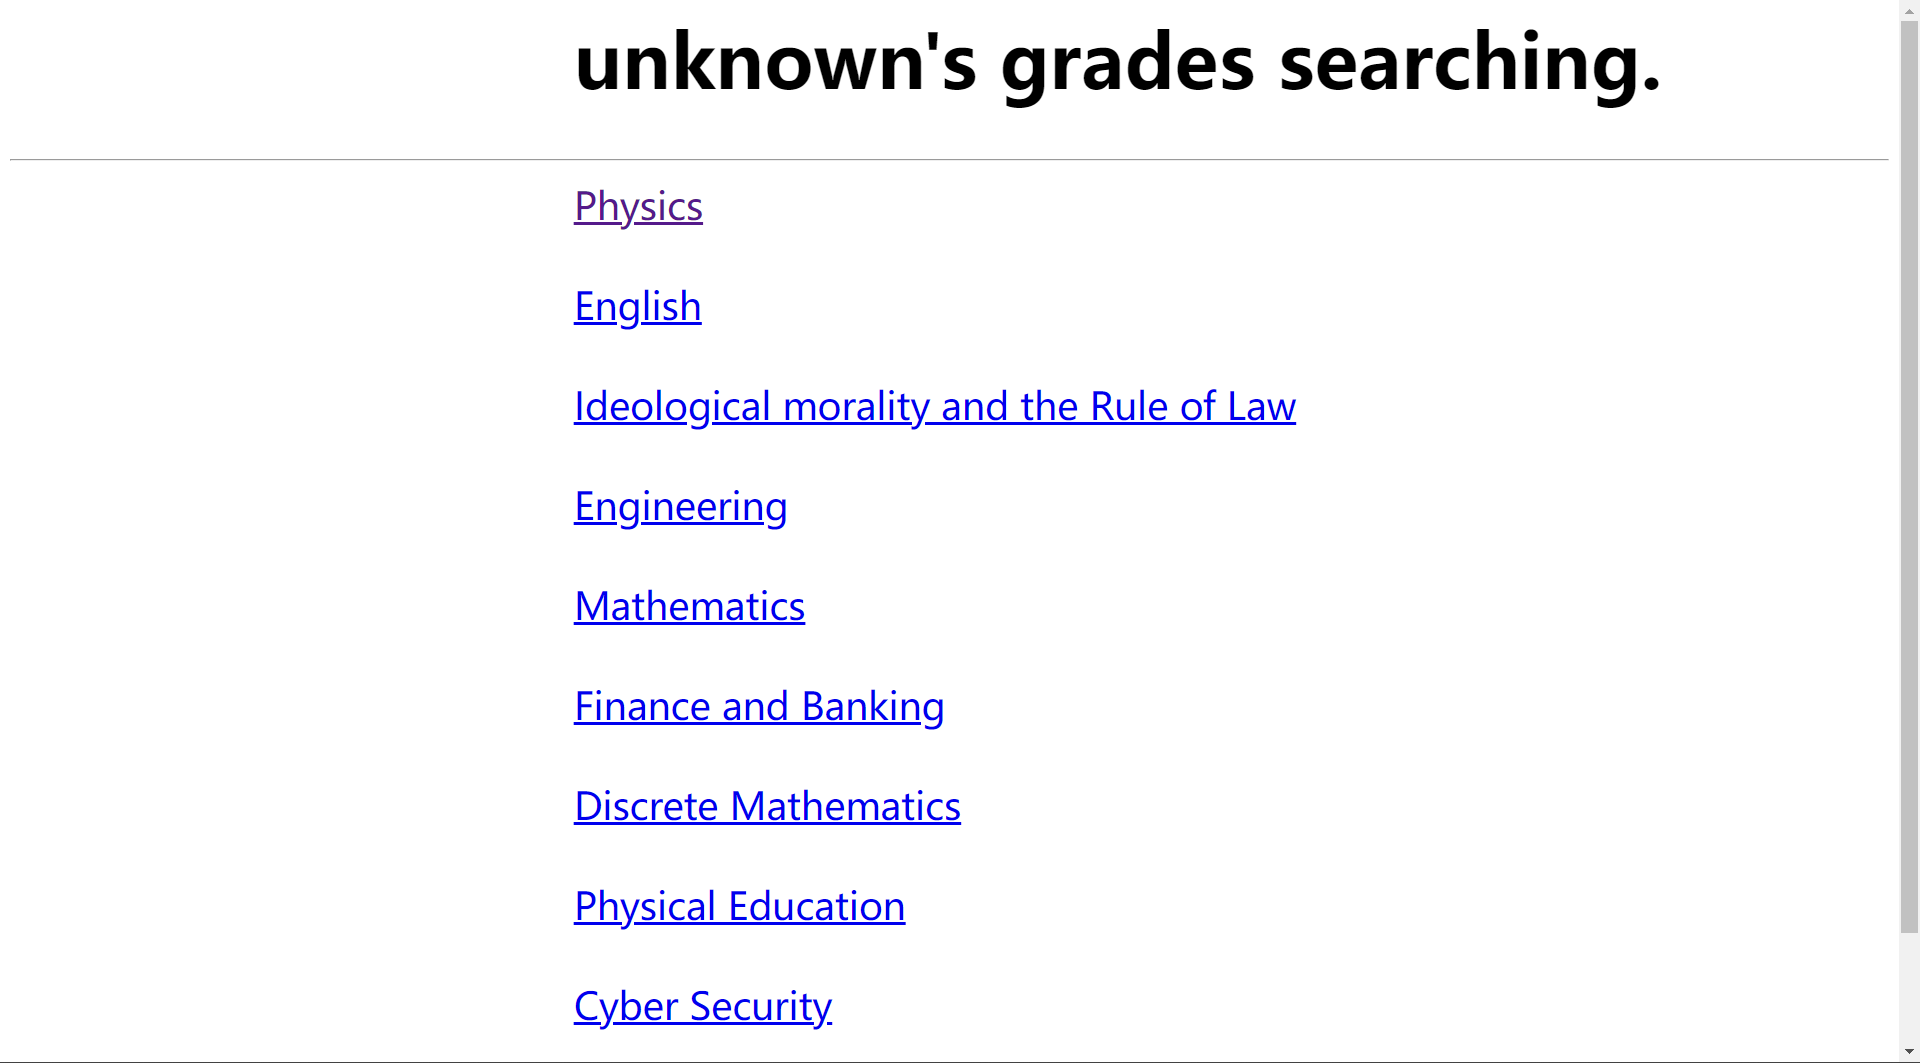 unknown's grades searching.
Physics
English
Ideological morality and the Rule of Law
Engineering
Mathematics
Finance and Banking
Discrete Mathematics
Physical Education
Cyber Security